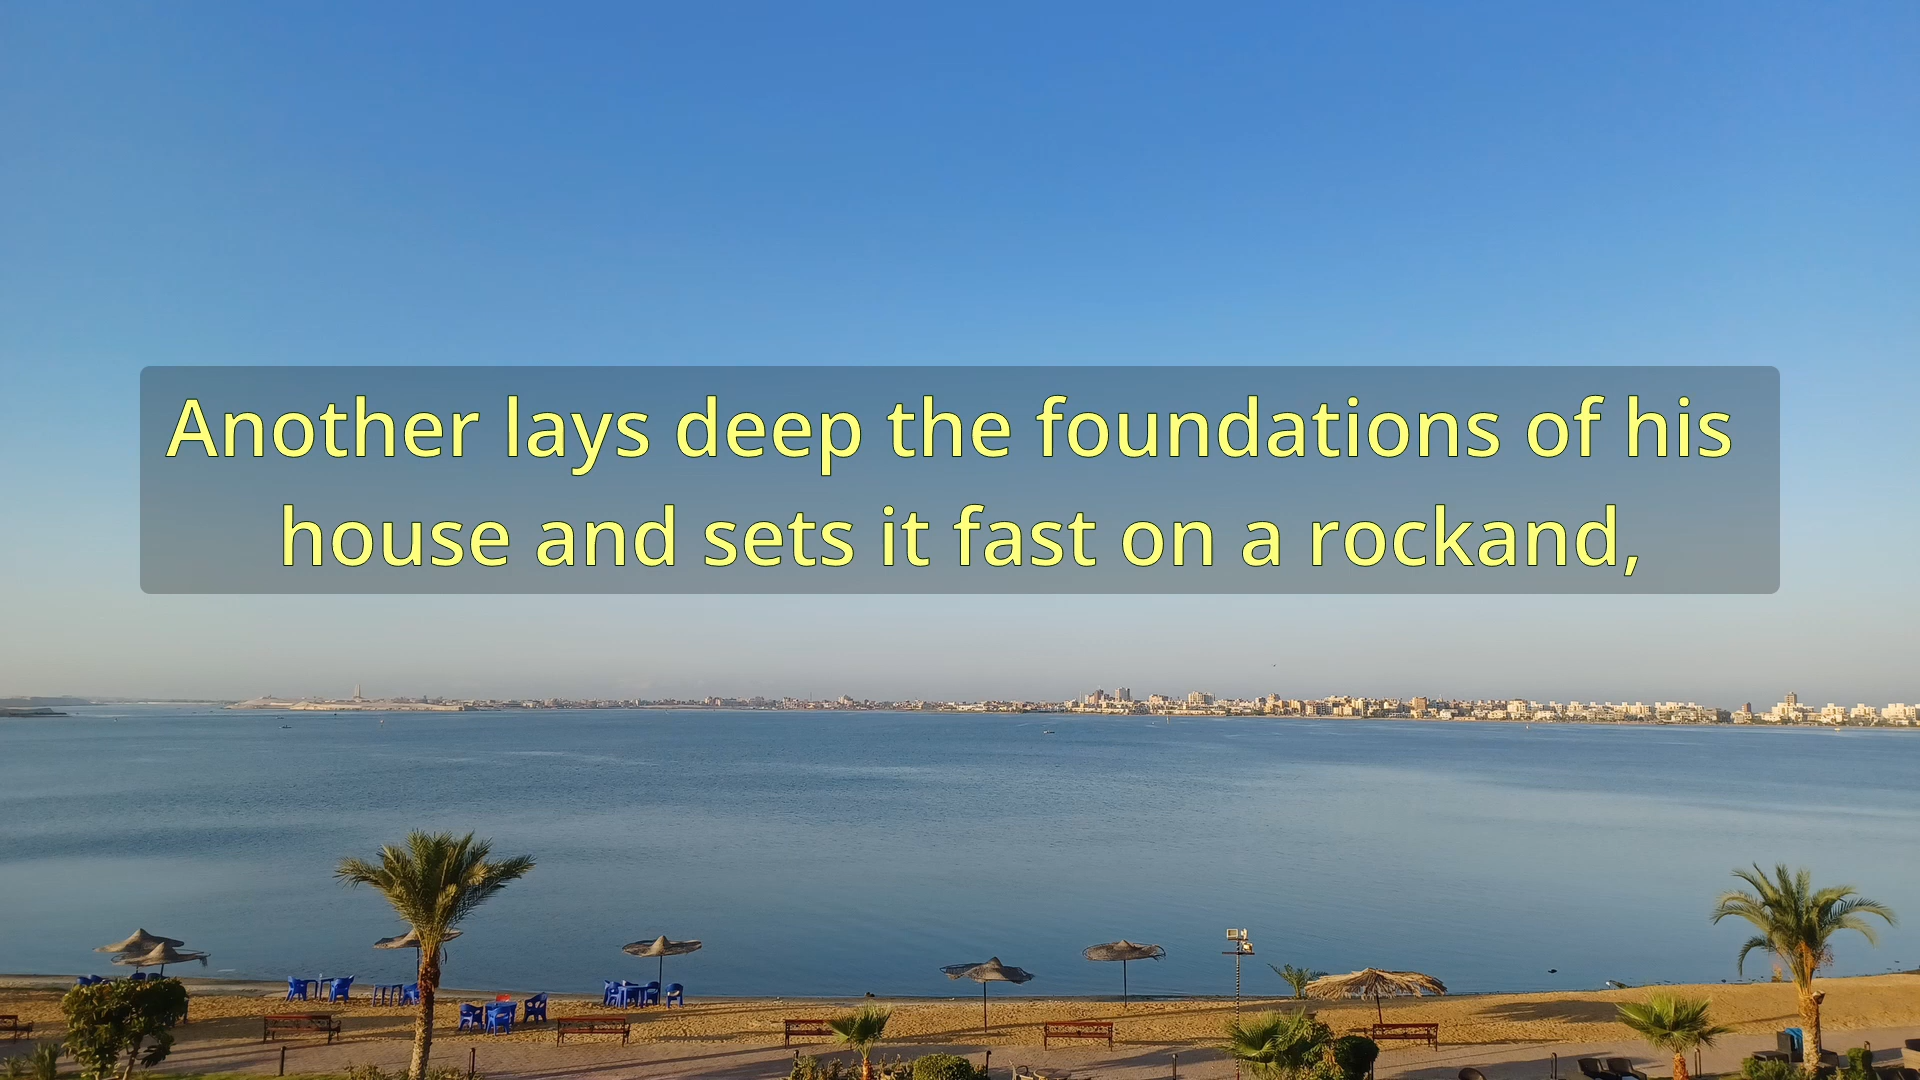 Another lays deep the foundations of his
house and sets it fast on a rockand,